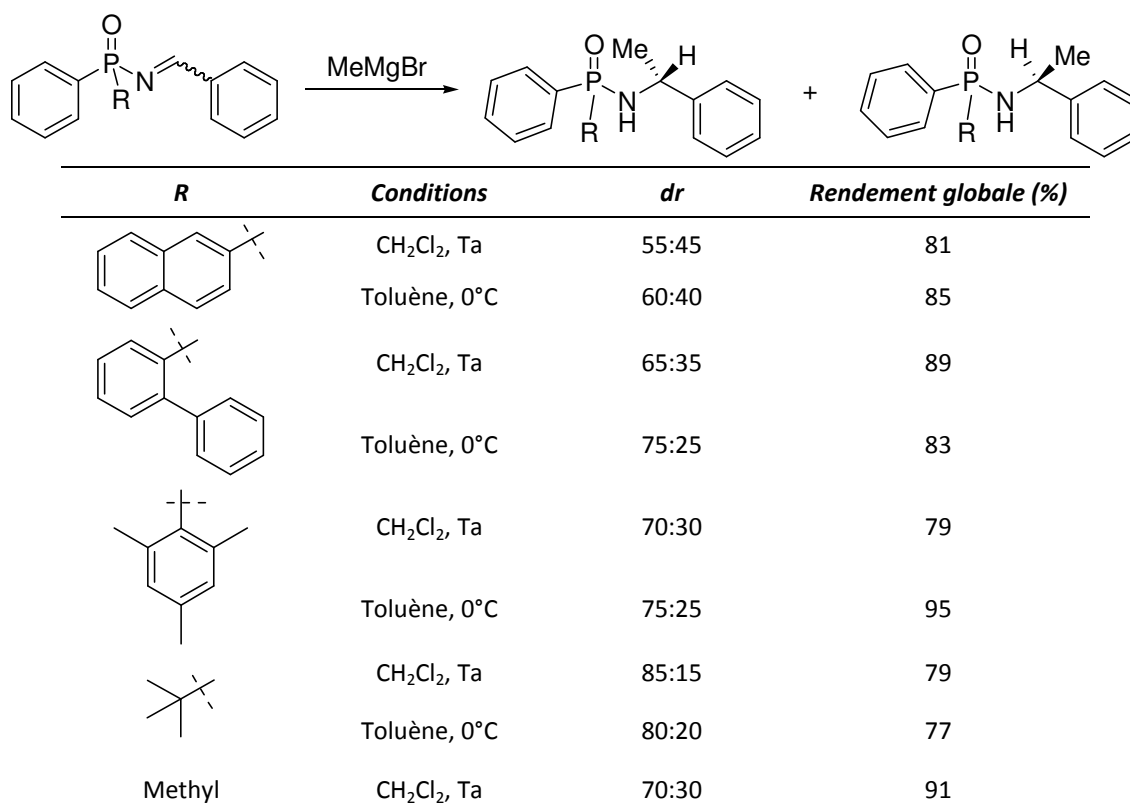 O
P
R
N
MeMgBr
O
P
R
N
H
Me
H
+
O
P
R
N
H
H
Me
R Conditions dr Rendement globale (%)
CH₂Cl₂, Ta 55:45 81
Toluène, 0°C 60:40 85
CH₂Cl₂, Ta 65:35 89
Toluène, 0°C 75:25 83
CH₂Cl₂, Ta 70:30 79
Toluène, 0°C 75:25 95
CH₂Cl₂, Ta 85:15 79
Toluène, 0°C 80:20 77
Methyl CH₂Cl₂, Ta 70:30 91